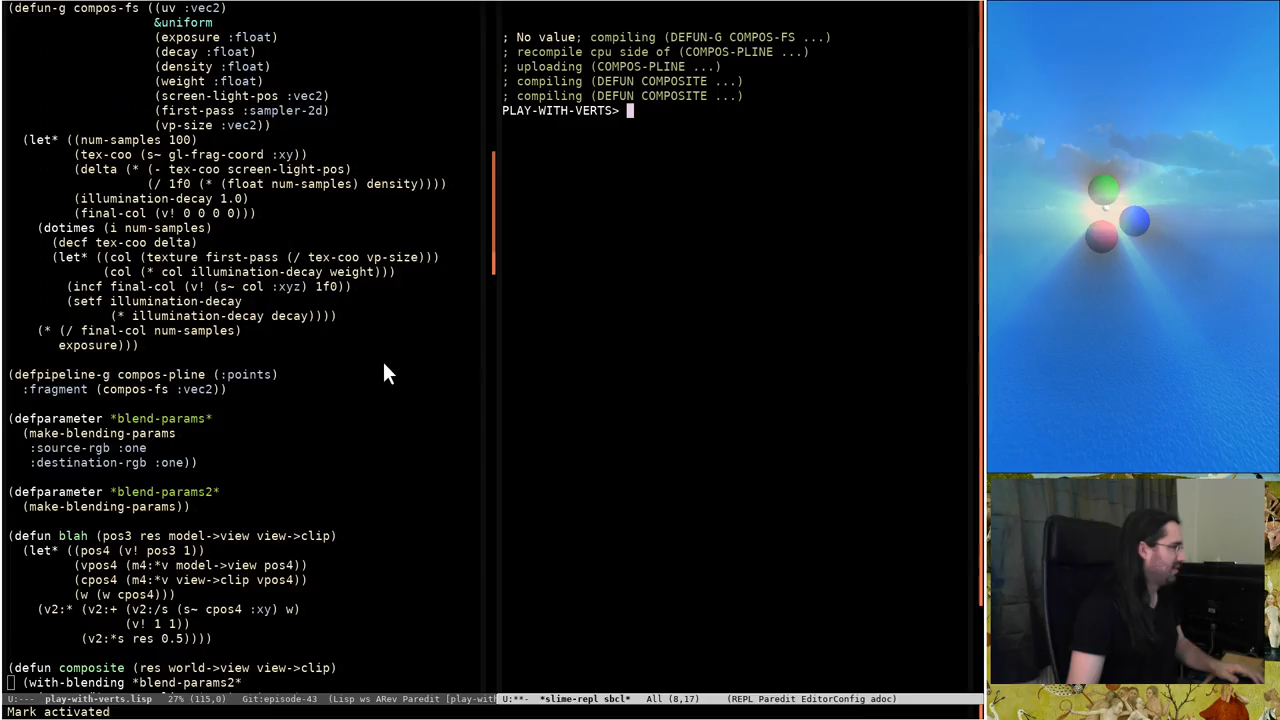 (defun-g compos-fs ((uv :vec2)
&uniform
(exposure :float)
(decay :float)
(density :float)
(weight :float)
(screen-light-pos :vec2)
(first-pass :sampler-2d)
(vp-size :vec2))
(let* ((num-samples 100)
(tex-coo (s~ gl-frag-coord :xy))
(delta (* (- tex-coo screen-light-pos)
(/ 1f0 (* (float num-samples) density))))
(illumination-decay 1.0)
(final-col (v! 0 0 0 0)))
(dotimes (i num-samples)
(decf tex-coo delta)
(let* ((col (texture first-pass (/ tex-coo vp-size)))
(col (* col illumination-decay weight)))
(incf final-col (v! (s~ col :xyz) 1f0))
(setf illumination-decay
(* illumination-decay decay))))
(* (/ final-col num-samples)
exposure)))
(defpipeline-g compos-pline (:points)
:fragment (compos-fs :vec2))
(defparameter *blend-params*
(make-blending-params
:source-rgb :one
:destination-rgb :one))
(defparameter *blend-params2*
(make-blending-params))
(defun blah (pos3 res model->view view->clip)
(let* ((pos4 (v! pos3 1))
(vpos4 (m4:*v model->view pos4))
(cpos4 (m4:*v view->clip vpos4))
(w (w cpos4)))
(v2:* (v2:+ (v2:/s (s~ cpos4 :xy) w)
(v! 1 1))
(v2:*s res 0.5))))
(defun composite (res world->view view->clip)
(with-blending *blend-params2*
U:--- play-with-verts.lisp 27% (115,0) Git:episode-43 (Lisp ws ARev Paredit [play-with
Mark activated
; No value; compiling (DEFUN-G COMPOS-FS ...)
; recompile cpu side of (COMPOS-PLINE ...)
; uploading (COMPOS-PLINE ...)
; compiling (DEFUN COMPOSITE ...)
; compiling (DEFUN COMPOSITE ...)
PLAY-WITH-VERTS>
U:**- *slime-repl sbcl* All (8,17) (REPL Paredit EditorConfig adoc)